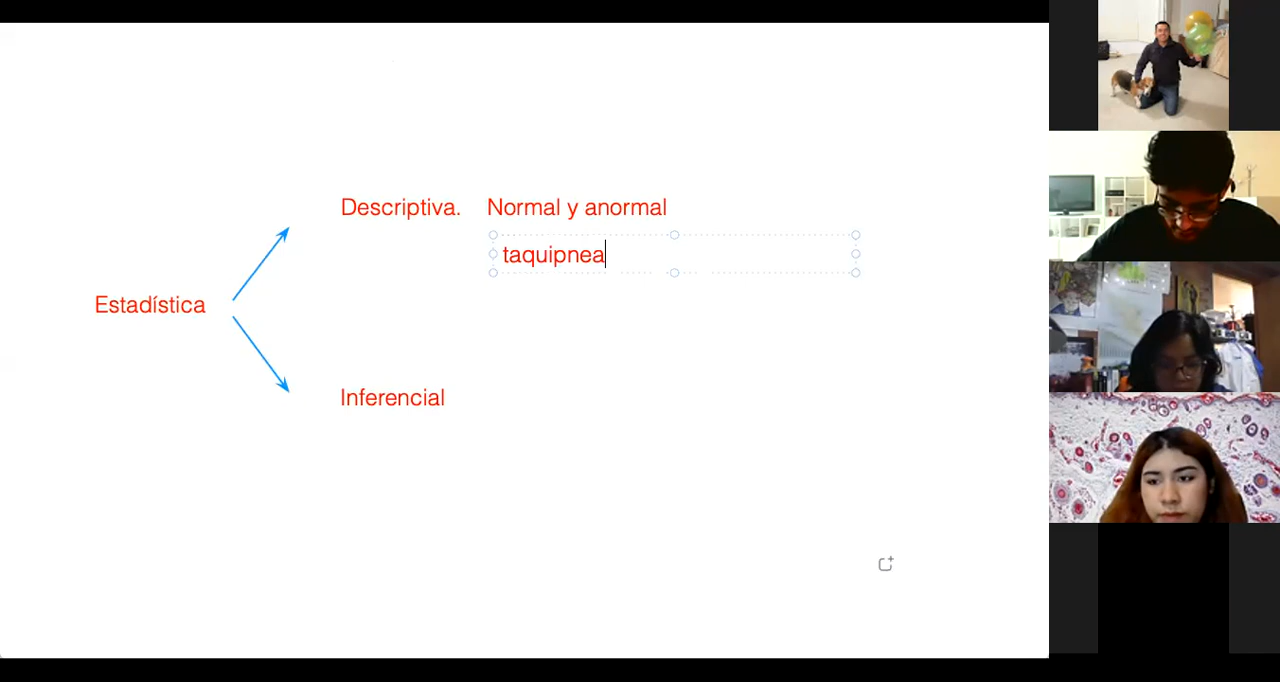 Descriptiva. Normal y anormal
taquipnea
Estadística
Inferencial